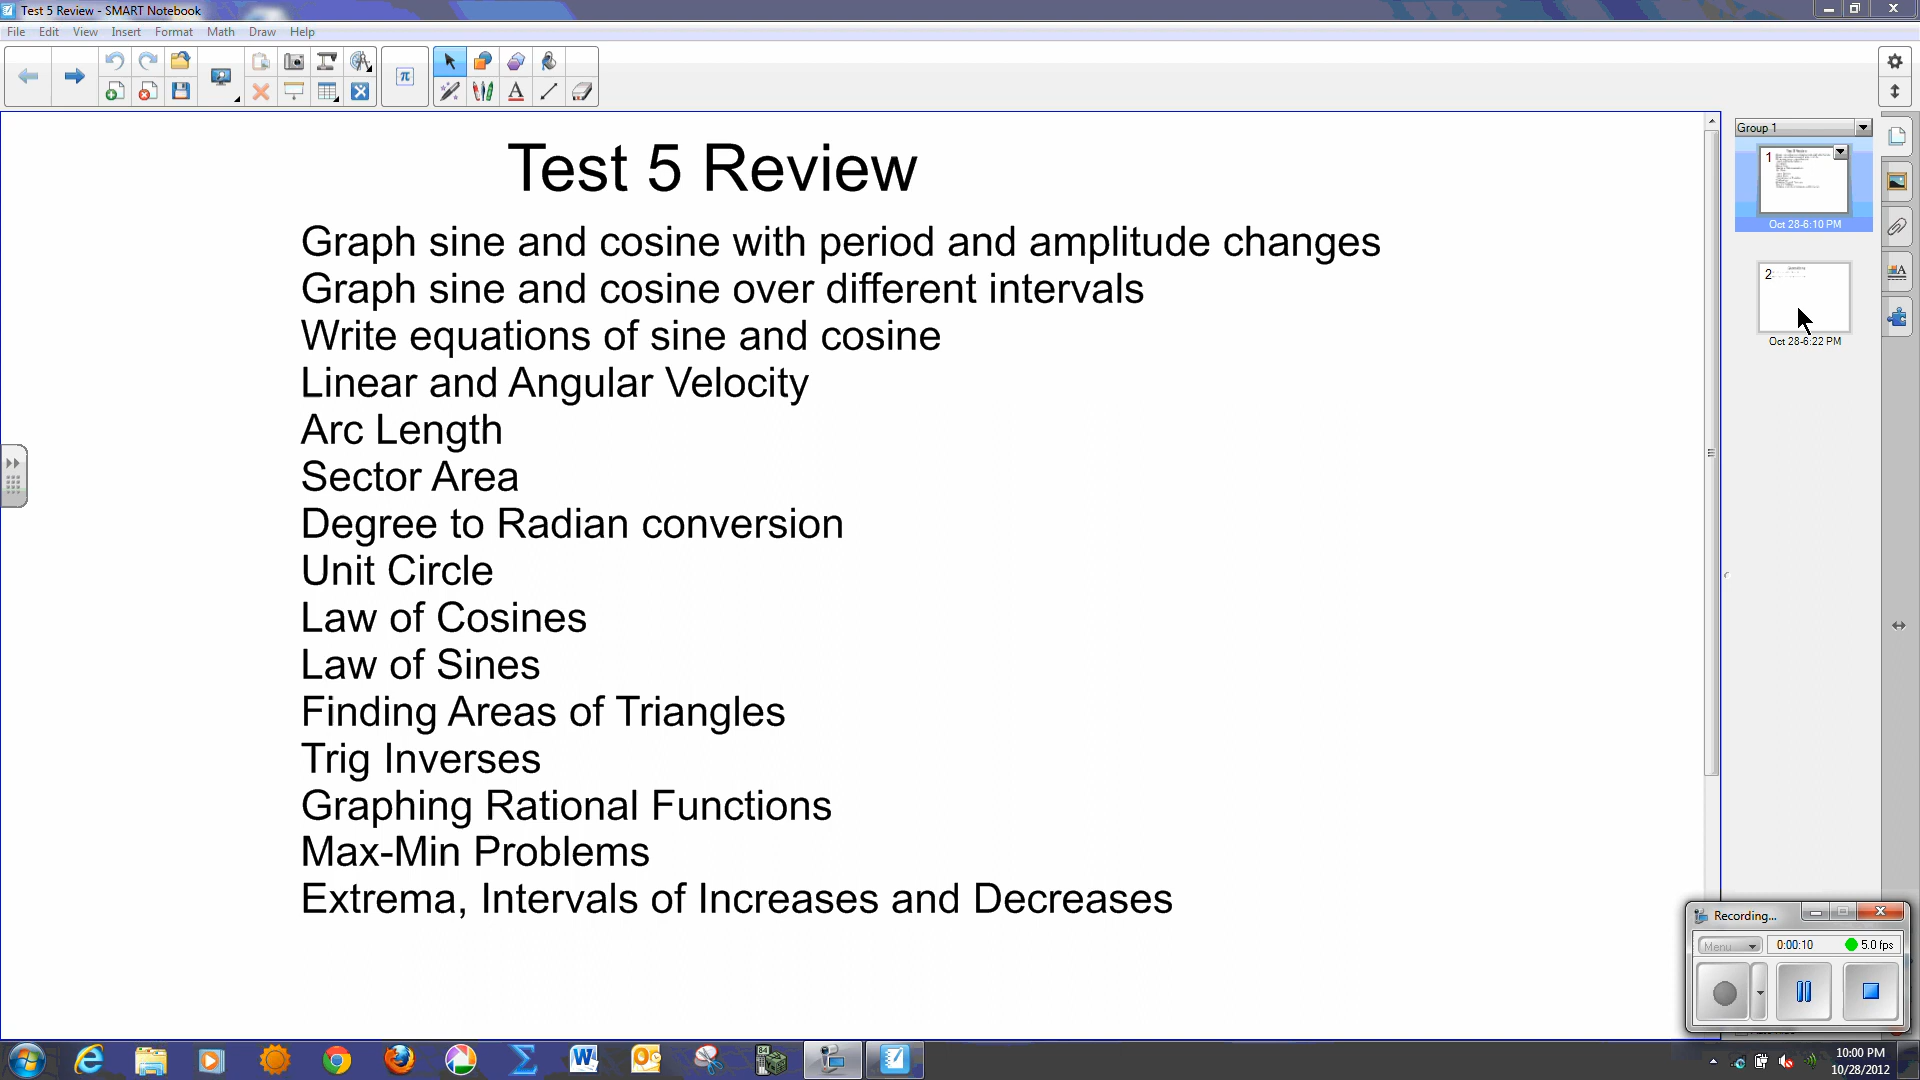 Test 5 Review - SMART Notebook
File Edit View Insert Format Math Draw Help
π
A
Group 1
Test 5 Review
1
Graph sine and cosine with period and amplitude changes
Oct 28-6:10 PM
Graph sine and cosine over different intervals
2
Write equations of sine and cosine
Oct 28-6:22 PM
Linear and Angular Velocity
Arc Length
Sector Area
Degree to Radian conversion
Unit Circle
Law of Cosines
Law of Sines
Finding Areas of Triangles
Trig Inverses
Graphing Rational Functions
Max-Min Problems
Extrema, Intervals of Increases and Decreases
Recording...
Menu 0:00:10 5.0 fps
10:00 PM
10/28/2012